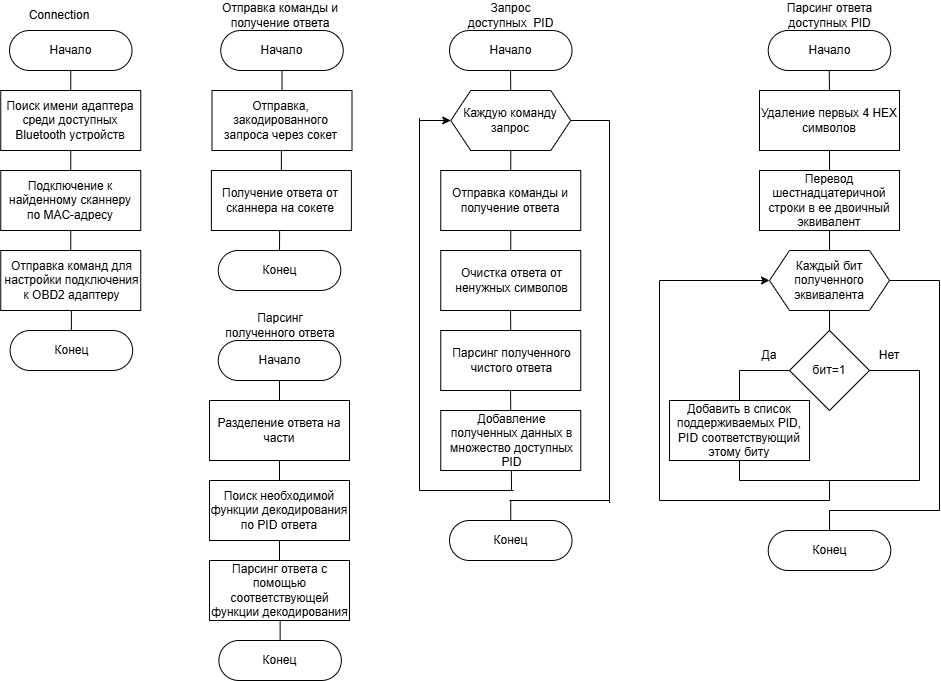 Connection
Начало
Поиск имени адаптера
среди доступных
Bluetooth устройств
Подключение к
найденному сканнеру
по MAC-адресу
Отправка команд для
настройки подключения
к OBD2 адаптеру
Конец
Отправка команды и
получение ответа
Начало
Отправка,
закодированного
запроса через сокет
Получение ответа от
сканнера на сокете
Конец
Парсинг
полученного ответа
Начало
Разделение ответа на
части
Поиск необходимой
функции декодирования
по PID ответа
Парсинг ответа с
помощью
соответствующей
функции декодирования
Конец
Запрос
доступных PID
Начало
Каждую команду
запрос
Отправка команды и
получение ответа
Очистка ответа от
ненужных символов
Парсинг полученного
чистого ответа
Добавление
полученных данных в
множество доступных
PID
Конец
Парсинг ответа
доступных PID
Начало
Удаление первых 4 HEX
символов
Перевод
шестнадцатеричной
строки в ее двоичный
эквивалент
Каждый бит
полученного
эквивалента
бит=1
Да
Нет
Добавить в список
поддерживаемых PID,
PID соответствующий
этому биту
Конец